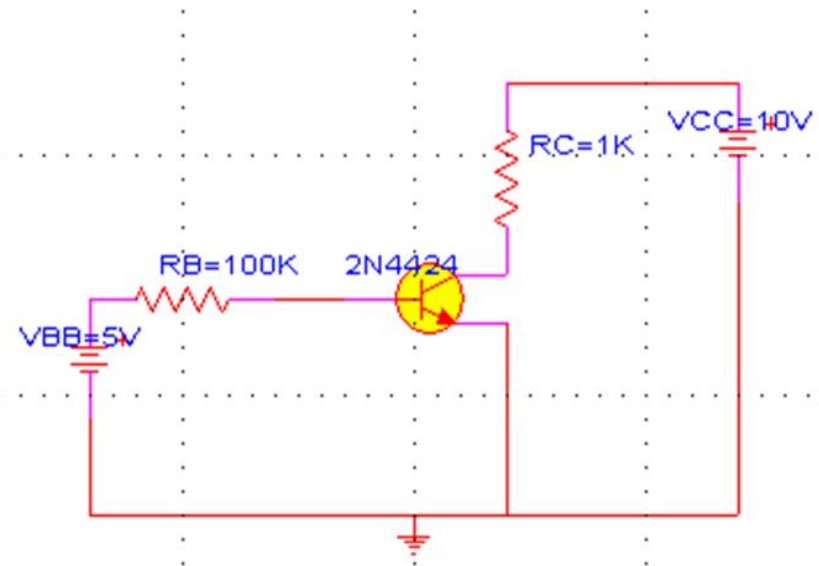 VCC=10V
RC=1K
RB=100K
2N4424
VBB=5V